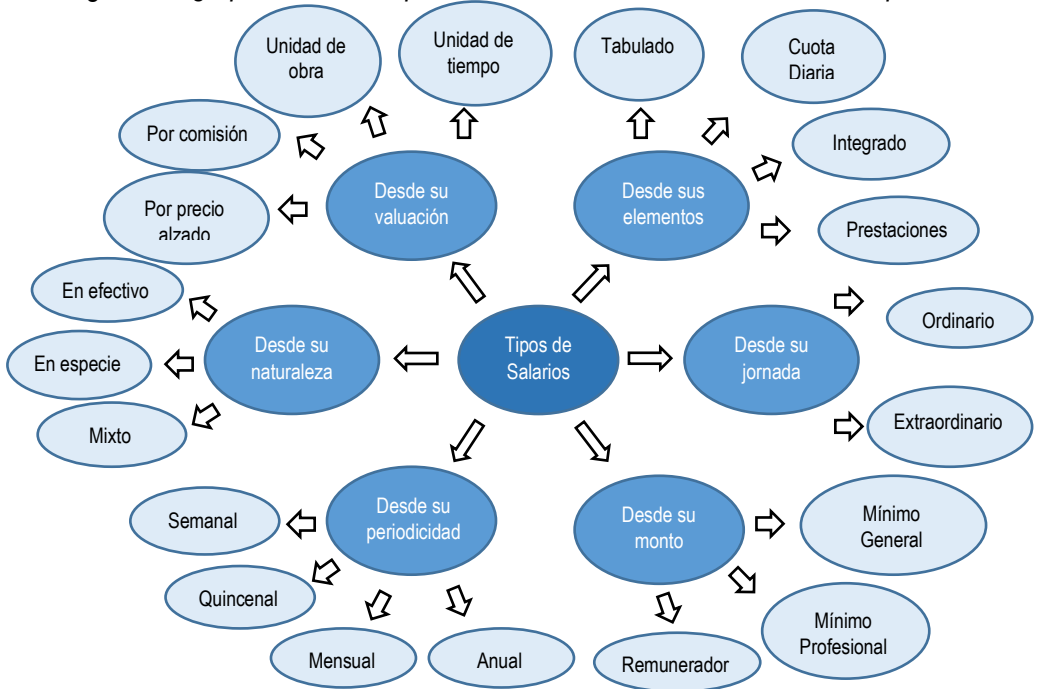 Unidad de
obra
Unidad de
tiempo
Tabulado
Cuota
Diaria
Por comisión
Integrado
Desde su
valuación
Desde sus
elementos
Por precio
alzado
Prestaciones
En efectivo
Ordinario
Desde su
naturaleza
Tipos de
Salarios
Desde su
jornada
En especie
Mixto
Extraordinario
Semanal
Desde su
periodicidad
Desde su
monto
Mínimo
General
Quincenal
Mínimo
Profesional
Mensual
Anual
Remunerador